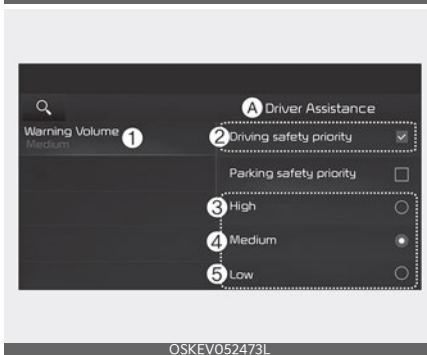 A Driver Assistance
Warning Volume 1
Medium
2 Driving safety priority
Parking safety priority
3 High
4 Medium
5 Low
OSKEV052473L